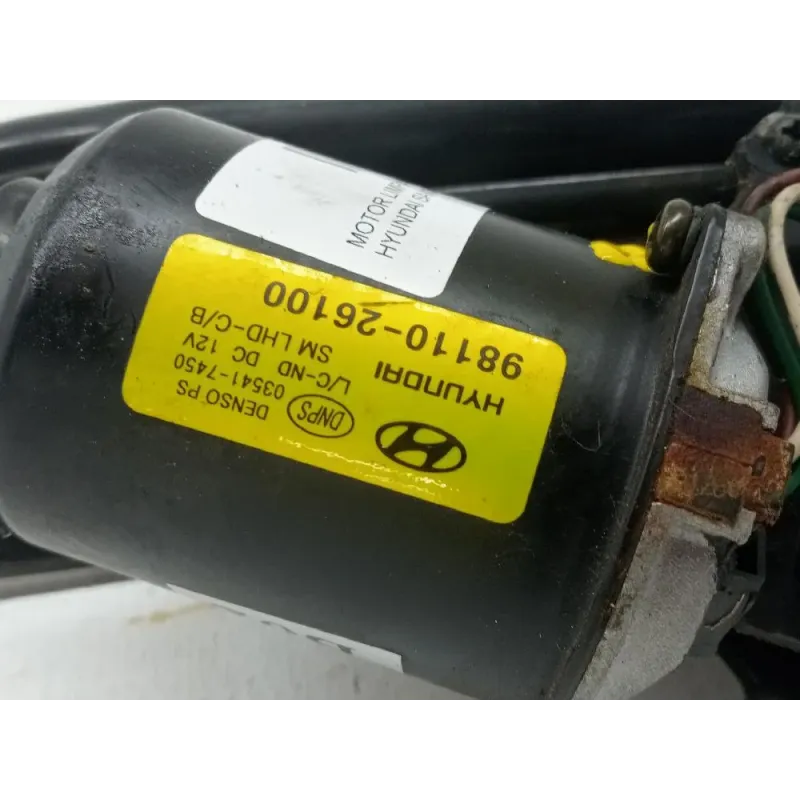 MOTOR LIMP
HYUNDAI
HYUNDAI
98110-26100
L/C-ND DC 12V
SM LHD-C/B
DENSO PS
DNPS 03541-7450